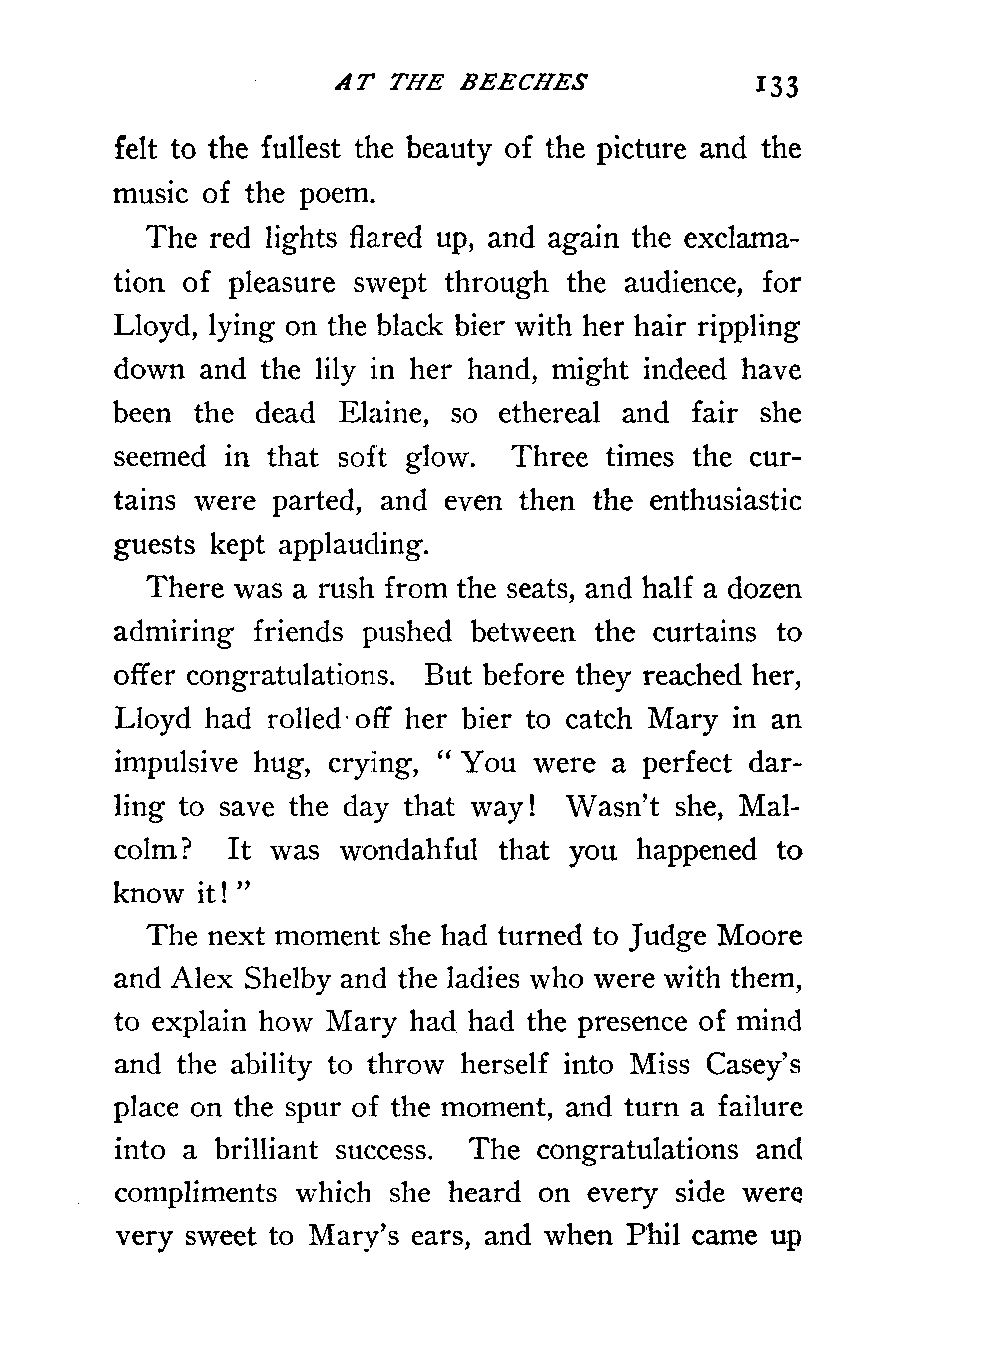 AT THE BEECHES 133
felt to the fullest the beauty of the picture and the
music of the poem.
The red lights flared up, and again the exclama-
tion of pleasure swept through the audience, for
Lloyd, lying on the black bier with her hair rippling
down and the lily in her hand, might indeed have
been the dead Elaine, so ethereal and fair she
seemed in that soft glow. Three times the cur-
tains were parted, and even then the enthusiastic
guests kept applauding.
There was a rush from the seats, and half a dozen
admiring friends pushed between the curtains to
offer congratulations. But before they reached her,
Lloyd had rolled off her bier to catch Mary in an
impulsive hug, crying, “ You were a perfect dar-
ling to save the day that way! Wasn’t she, Mal-
colm? It was wondahful that you happened to
know it! ”
The next moment she had turned to Judge Moore
and Alex Shelby and the ladies who were with them,
to explain how Mary had had the presence of mind
and the ability to throw herself into Miss Casey’s
place on the spur of the moment, and turn a failure
into a brilliant success. The congratulations and
compliments which she heard on every side were
very sweet to Mary’s ears, and when Phil came up